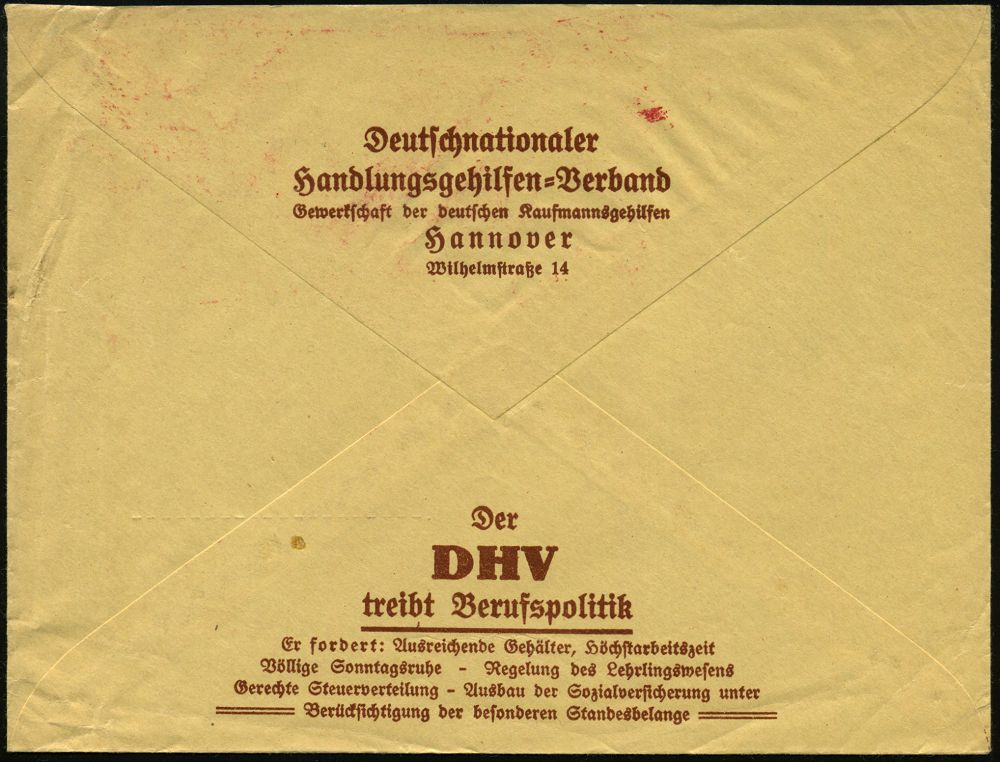 Deutschnationaler
Handlungsgehilfen-Verband
Gewerkschaft der deutschen Kaufmannsgehilfen
Hannover
Wilhelmstraße 14
Der
DHV
treibt Berufspolitik
Er fordert: Ausreichende Gehälter, Höchstarbeitszeit
Völlige Sonntagsruhe - Regelung des Lehrlingswesens
Gerechte Steuerverteilung - Ausbau der Sozialversicherung unter
Berücksichtigung der besonderen Standesbelange